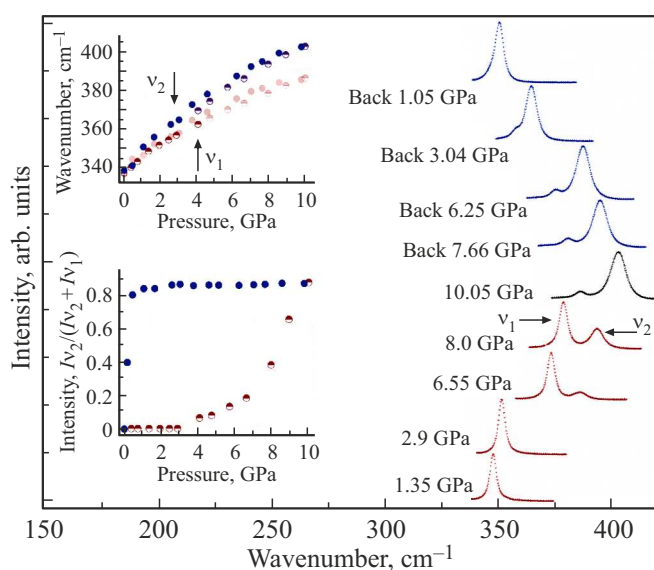 400
380
360
340
Wavenumber, cm⁻¹
ν₂
ν₁
0 2 4 6 8 10
Pressure, GPa
0.8
0.6
0.4
0.2
0
Intensity, Iν₂/(Iν₂ + Iν₁)
0 2 4 6 8 10
Pressure, GPa
Back 1.05 GPa
Back 3.04 GPa
Back 6.25 GPa
Back 7.66 GPa
10.05 GPa
ν₁
ν₂
8.0 GPa
6.55 GPa
2.9 GPa
1.35 GPa
Intensity, arb. units
150 200 250 300 350 400
Wavenumber, cm⁻¹